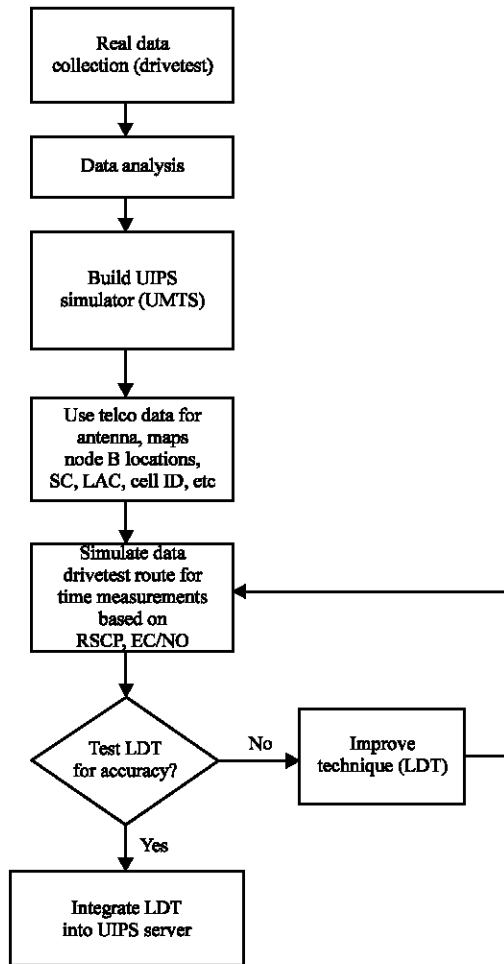 Real data
collection (drivetest)
Data analysis
Build UIPS
simulator (UMTS)
Use telco data for
antenna, maps
node B locations,
SC, LAC, cell ID, etc
Simulate data
drivetest route for
time measurements
based on
RSCP, EC/NO
Test LDT
for accuracy?
No
Improve
technique (LDT)
Yes
Integrate LDT
into UIPS server